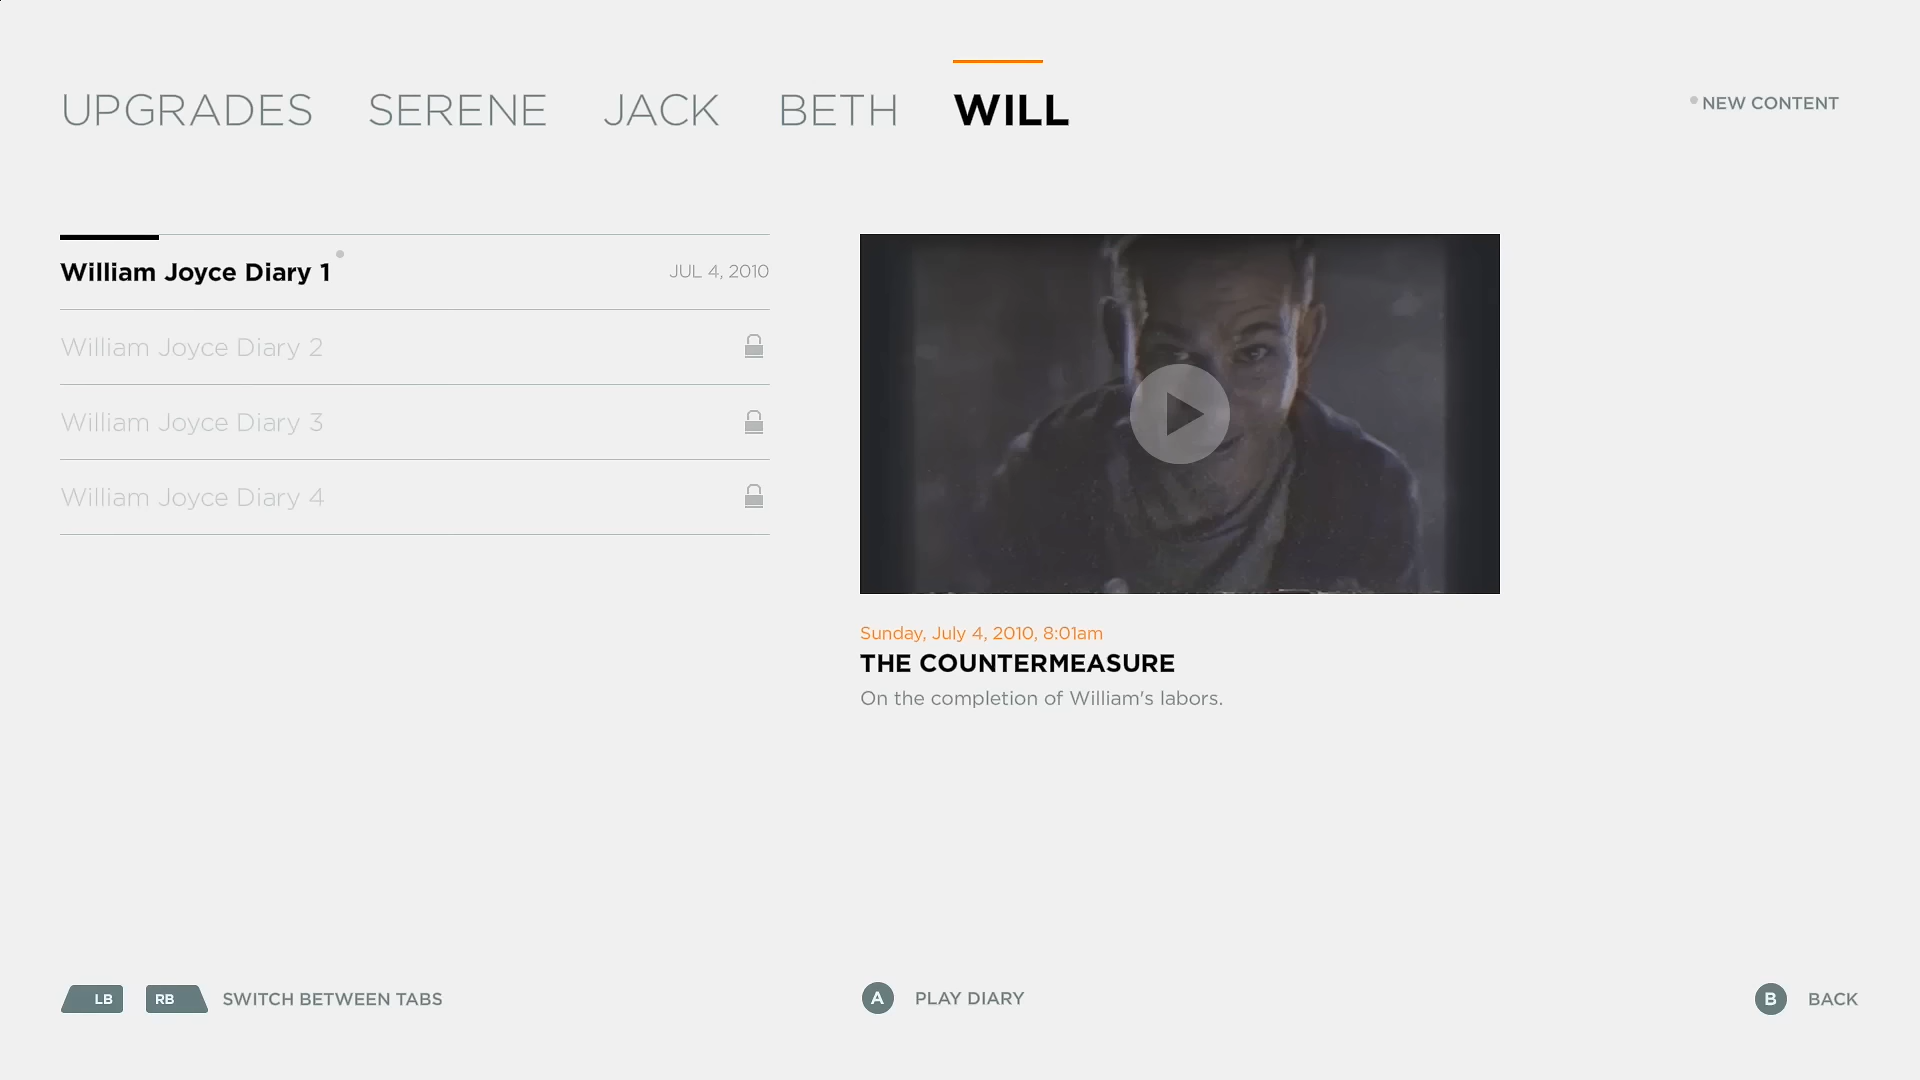 UPGRADES SERENE JACK BETH WILL
NEW CONTENT
William Joyce Diary 1 JUL 4, 2010
William Joyce Diary 2
William Joyce Diary 3
William Joyce Diary 4
Sunday, July 4, 2010, 8:01am
THE COUNTERMEASURE
On the completion of William's labors.
LB RB SWITCH BETWEEN TABS
A PLAY DIARY
B BACK